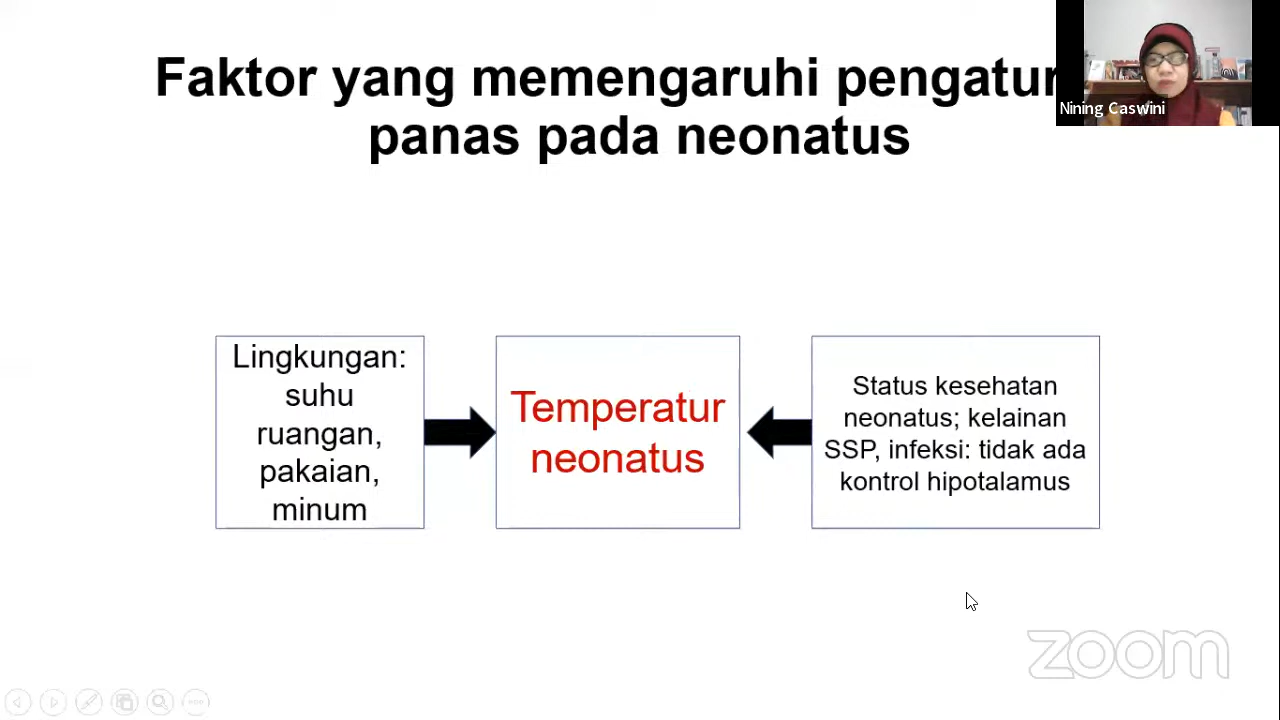 Faktor yang memengaruhi pengatur
panas pada neonatus
Nining Caswini
Lingkungan:
suhu
ruangan,
pakaian,
minum
Temperatur
neonatus
Status kesehatan
neonatus; kelainan
SSP, infeksi: tidak ada
kontrol hipotalamus
zoom